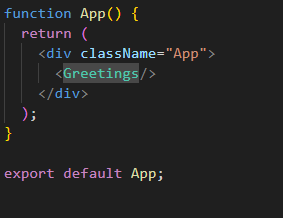 function App() {
  return (
    <div className="App">
      <Greetings/>
    </div>
  );
}

export default App;